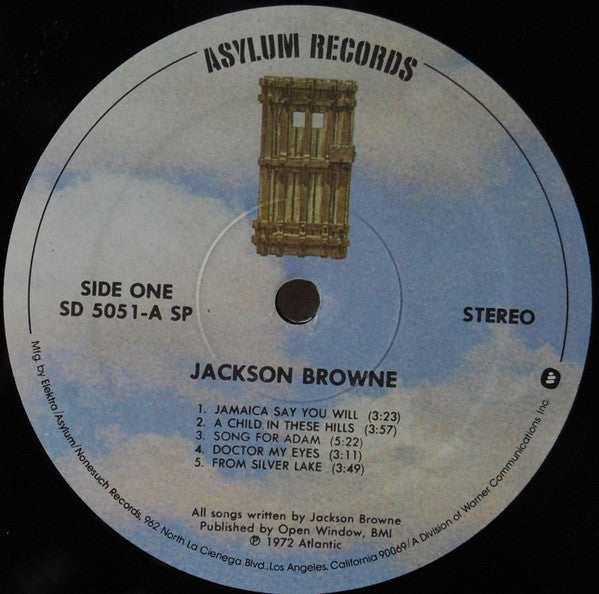 ASYLUM RECORDS
SIDE ONE
SD 5051-A SP
STEREO
JACKSON BROWNE
1. JAMAICA SAY YOU WILL (3:23)
2. A CHILD IN THESE HILLS (3:57)
3. SONG FOR ADAM (5:22)
4. DOCTOR MY EYES (3:11)
5. FROM SILVER LAKE (3:49)
All songs written by Jackson Browne
Published by Open Window, BMI
℗ 1972 Atlantic
Mfg. by Elektra/Asylum/Nonesuch Records, 962 North La Cienega Blvd., Los Angeles, California 90069/A Division of Warner Communications Inc.